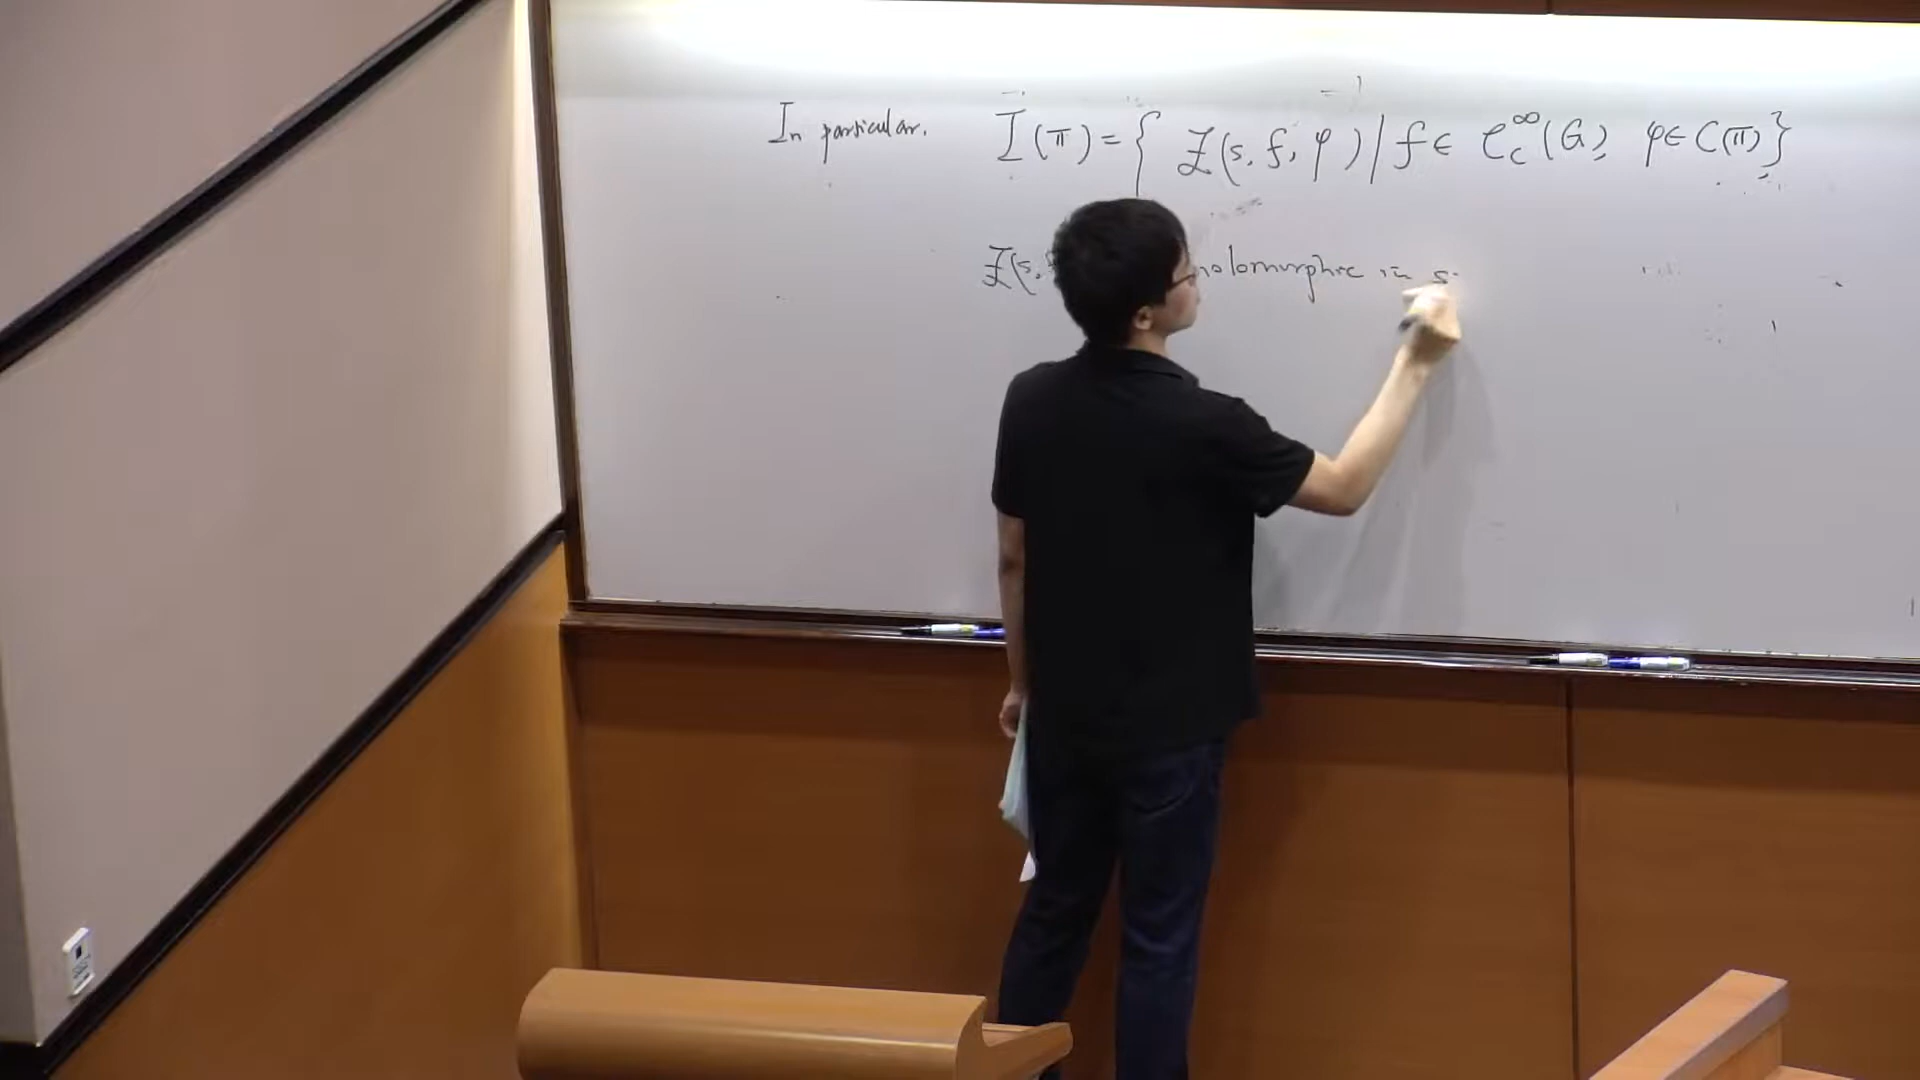 In particular, I(π) = { Z(s, f, φ) | f ∈ C_c^∞(G), φ ∈ C(π) }
Z(s, holomorphic in s